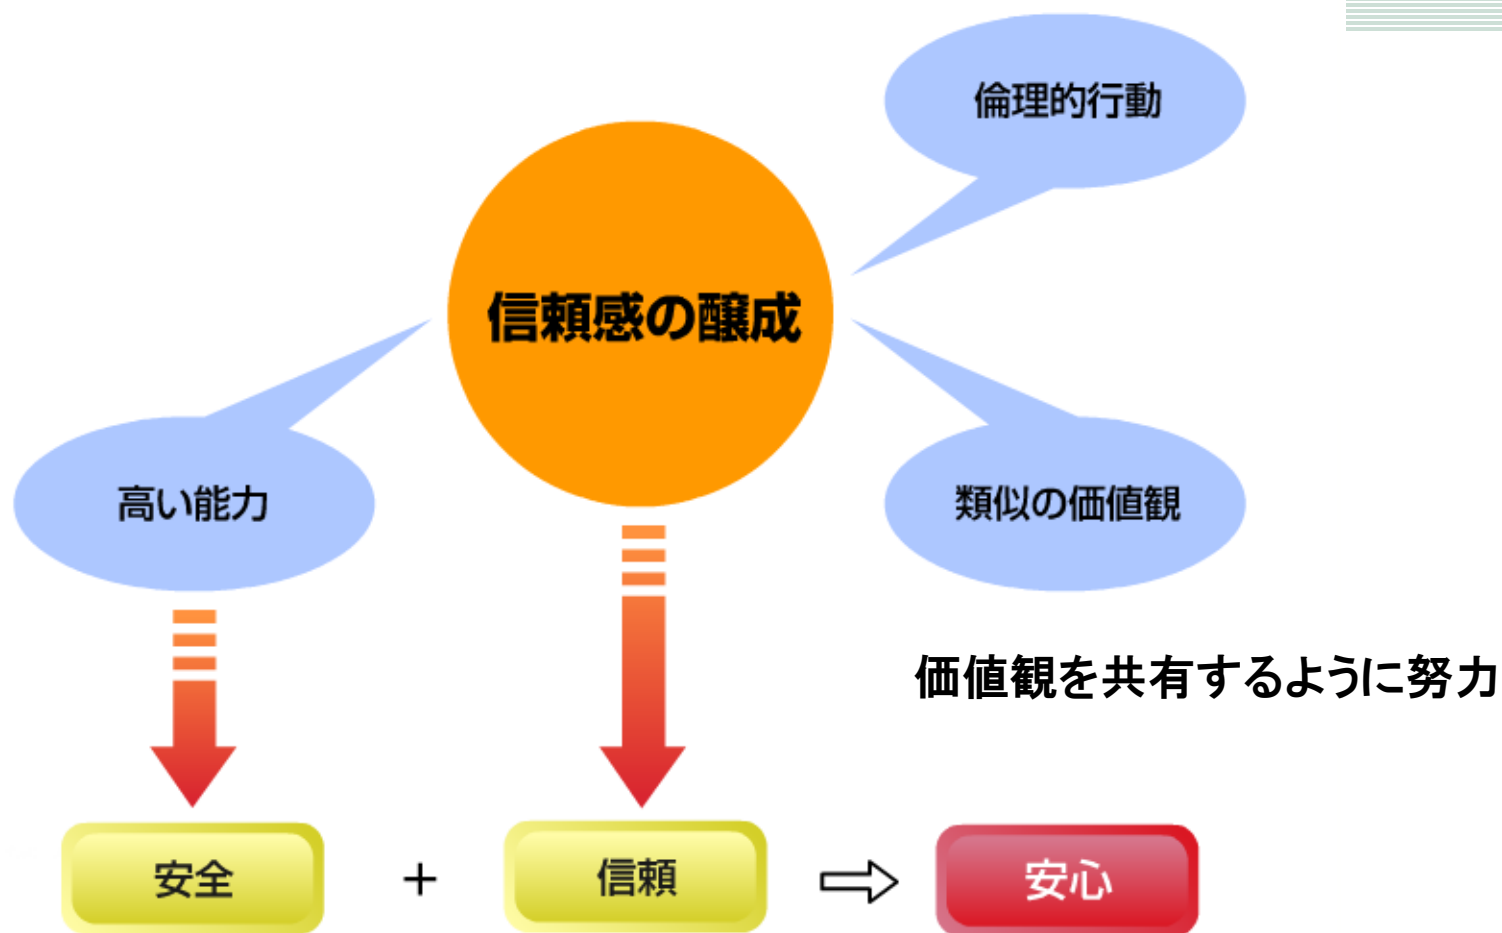 倫理的行動
信頼感の醸成
高い能力
類似の価値観
価値観を共有するように努力
安全 + 信頼 ⇨ 安心